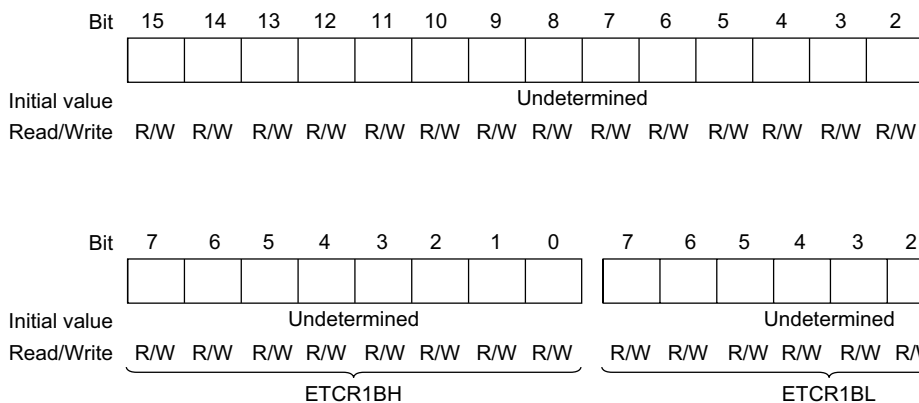 Bit 15 14 13 12 11 10 9 8 7 6 5 4 3 2
Initial value Undetermined
Read/Write R/W R/W R/W R/W R/W R/W R/W R/W R/W R/W R/W R/W R/W R/W
Bit 7 6 5 4 3 2 1 0 7 6 5 4 3 2
Initial value Undetermined Undetermined
Read/Write R/W R/W R/W R/W R/W R/W R/W R/W R/W R/W R/W R/W R/W
ETCR1BH ETCR1BL